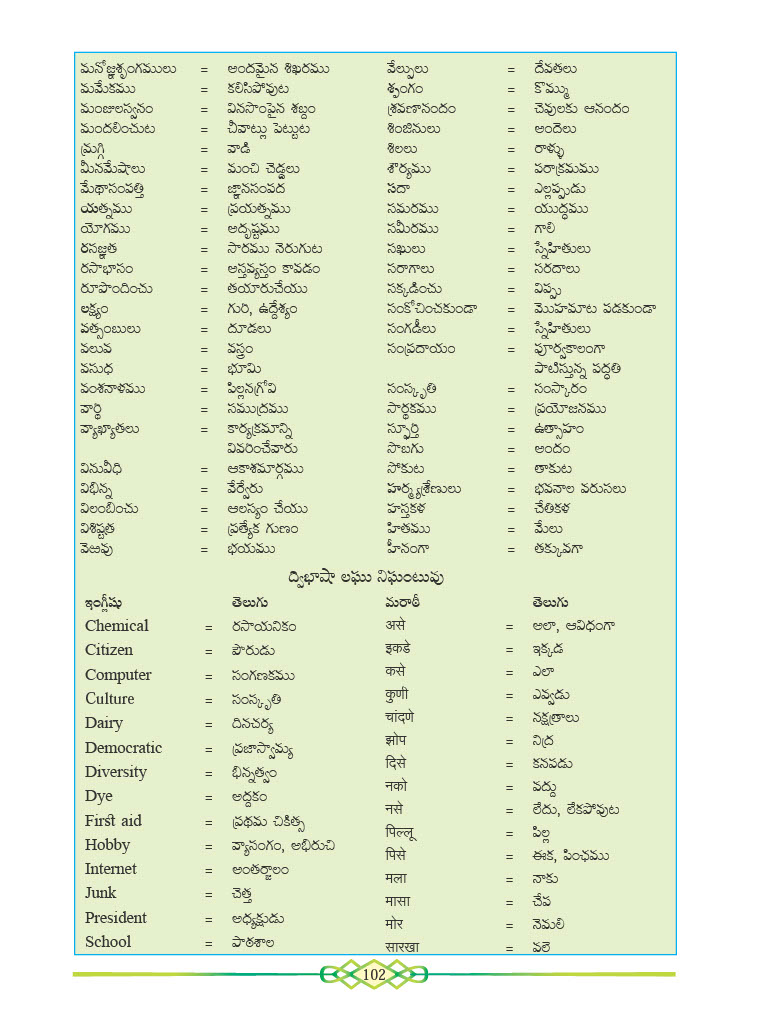 మనోజ్ఞశృంగములు = అందమైన శిఖరము
మమేకము = కలిసిపోవుట
మంజులస్వనం = వినసొంపైన శబ్దం
మందలించుట = చీవాట్లు పెట్టుట
మ్రగ్గి = వాడి
మీనమేషాలు = మంచి చెడ్డలు
మేథాసంపత్తి = జ్ఞానసంపద
యత్నము = ప్రయత్నము
యోగము = అదృష్టము
రసజ్ఞత = సారము నెరుగుట
రసాభాసం = అస్తవ్యస్తం కావడం
రూపొందించు = తయారుచేయు
లక్ష్యం = గురి, ఉద్దేశ్యం
వత్సంబులు = దూడలు
వలువ = వస్త్రం
వసుధ = భూమి
వంశనాళము = పిల్లనగ్రోవి
వార్థి = సముద్రము
వ్యాఖ్యాతలు = కార్యక్రమాన్ని
వివరించేవారు
వినువీధి = ఆకాశమార్గము
విభిన్న = వేర్వేరు
విలంబించు = ఆలస్యం చేయు
విశిష్టత = ప్రత్యేక గుణం
వెఱవు = భయము
వేల్పులు = దేవతలు
శృంగం = కొమ్ము
శ్రవణానందం = చెవులకు ఆనందం
శింజినులు = అందెలు
శిలలు = రాళ్ళు
శౌర్యము = పరాక్రమము
సదా = ఎల్లప్పుడు
సమరము = యుద్ధము
సమీరము = గాలి
సఖులు = స్నేహితులు
సరాగాలు = సరదాలు
సక్కడించు = విప్పు
సంకోచించకుండా = మొహమాట పడకుండా
సంగడీలు = స్నేహితులు
సంప్రదాయం = పూర్వకాలంగా
పాటిస్తున్న పద్ధతి
సంస్కృతి = సంస్కారం
సార్థకము = ప్రయోజనము
స్ఫూర్తి = ఉత్సాహం
సొబగు = అందం
సోకుట = తాకుట
హర్మ్యశ్రేణులు = భవనాల వరుసలు
హస్తకళ = చేతికళ
హితము = మేలు
హీనంగా = తక్కువగా
ద్విభాషా లఘు నిఘంటువు
ఇంగ్లీషు తెలుగు
Chemical = రసాయనికం
Citizen = పౌరుడు
Computer = సంగణకము
Culture = సంస్కృతి
Dairy = దినచర్య
Democratic = ప్రజాస్వామ్య
Diversity = భిన్నత్వం
Dye = అద్దకం
First aid = ప్రథమ చికిత్స
Hobby = వ్యాసంగం, అభిరుచి
Internet = అంతర్జాలం
Junk = చెత్త
President = అధ్యక్షుడు
School = పాఠశాల
మరాఠీ తెలుగు
असे = అలా, ఆవిధంగా
इकडे = ఇక్కడ
कसे = ఎలా
कुणी = ఎవ్వడు
चांदणे = నక్షత్రాలు
झोप = నిద్ర
दिसे = కనపడు
नको = వద్దు
नसे = లేదు, లేకపోవుట
पिल्लू = పిల్ల
पिसे = ఈక, పింఛము
मला = నాకు
मासा = చేప
मोर = నెమలి
सारखा = వలె
102